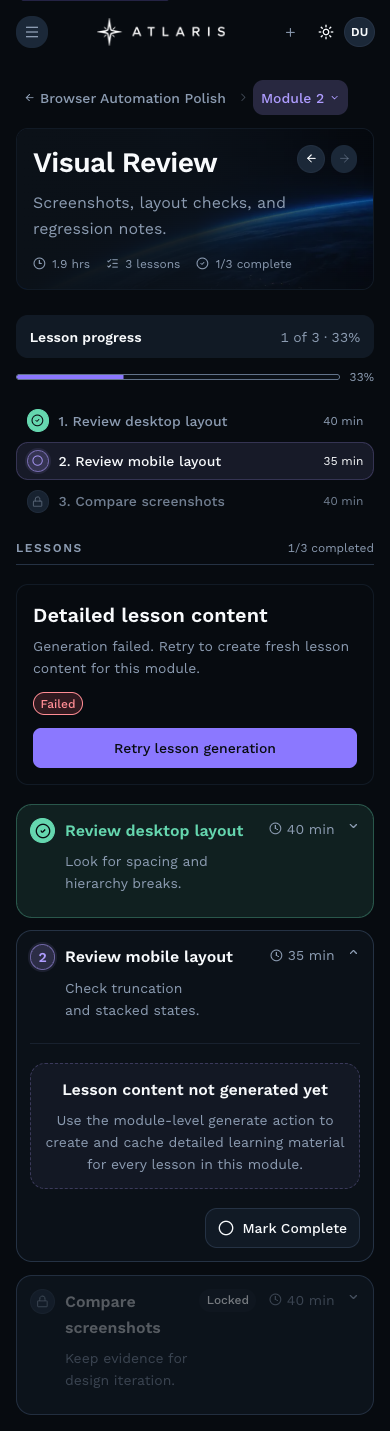 ATLARIS
DU
Browser Automation Polish
Module 2
Visual Review
Screenshots, layout checks, and
regression notes.
1.9 hrs
3 lessons
1/3 complete
Lesson progress
1 of 3 · 33%
33%
1. Review desktop layout
40 min
2. Review mobile layout
35 min
3. Compare screenshots
40 min
LESSONS
1/3 completed
Detailed lesson content
Generation failed. Retry to create fresh lesson
content for this module.
Failed
Retry lesson generation
Review desktop layout
40 min
Look for spacing and
hierarchy breaks.
2
Review mobile layout
35 min
Check truncation
and stacked states.
Lesson content not generated yet
Use the module-level generate action to
create and cache detailed learning material
for every lesson in this module.
Mark Complete
Compare
screenshots
Locked
40 min
Keep evidence for
design iteration.